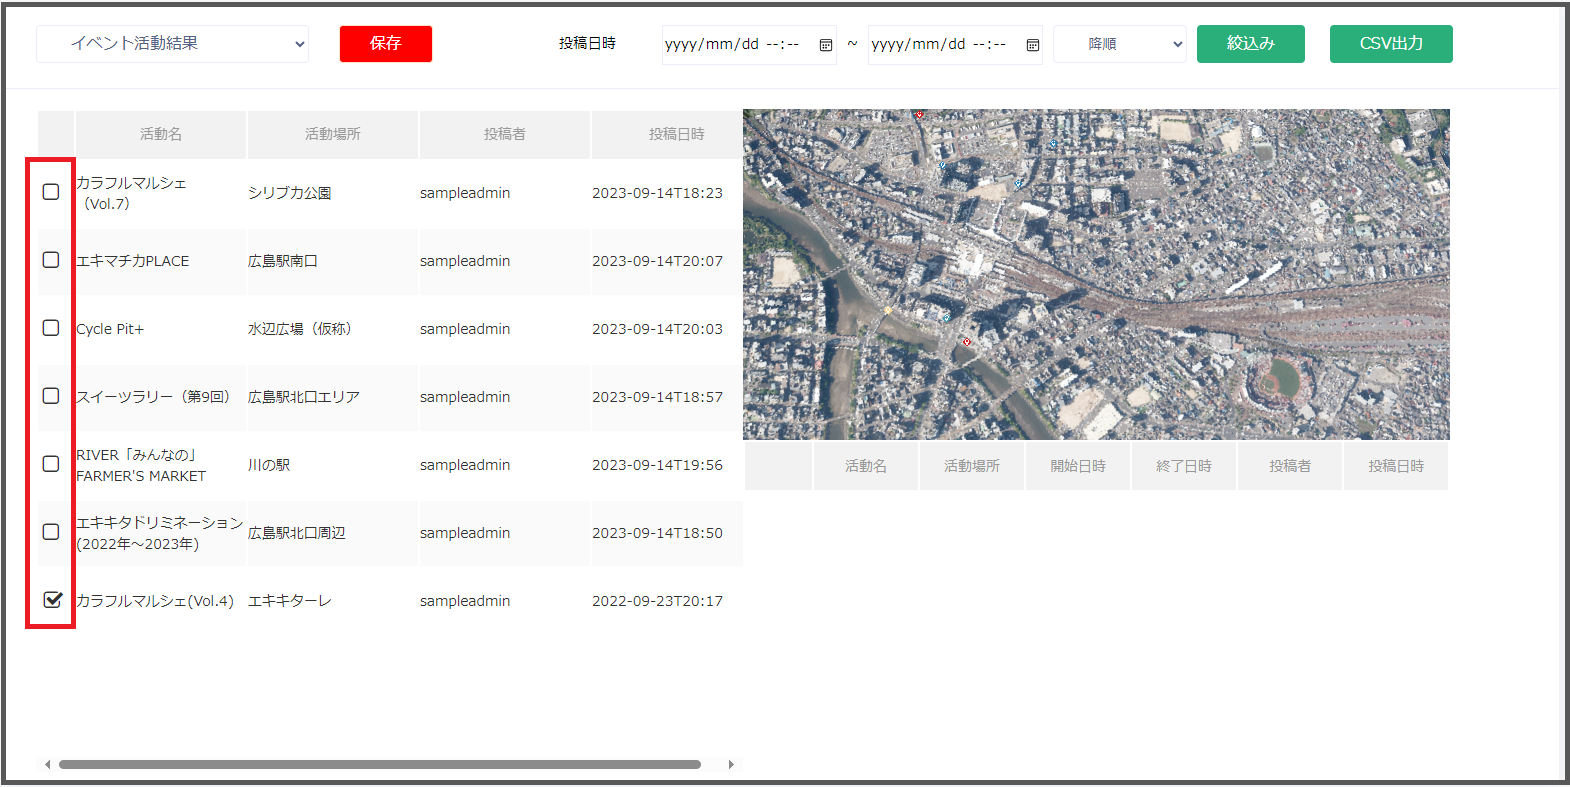 イベント活動結果 保存 投稿日時 yyyy/mm/dd --:-- ~ yyyy/mm/dd --:-- 降順 絞込み CSV出力
活動名 活動場所 投稿者 投稿日時
カラフルマルシェ
（Vol.7） シリブカ公園 sampleadmin 2023-09-14T18:23
エキマチカPLACE 広島駅南口 sampleadmin 2023-09-14T20:07
Cycle Pit+ 水辺広場（仮称） sampleadmin 2023-09-14T20:03
スイーツラリー（第9回） 広島駅北口エリア sampleadmin 2023-09-14T18:57
RIVER「みんなの」
FARMER'S MARKET 川の駅 sampleadmin 2023-09-14T19:56
エキキタドリミネーション
(2022年～2023年) 広島駅北口周辺 sampleadmin 2023-09-14T18:50
カラフルマルシェ(Vol.4) エキキターレ sampleadmin 2022-09-23T20:17
活動名 活動場所 開始日時 終了日時 投稿者 投稿日時